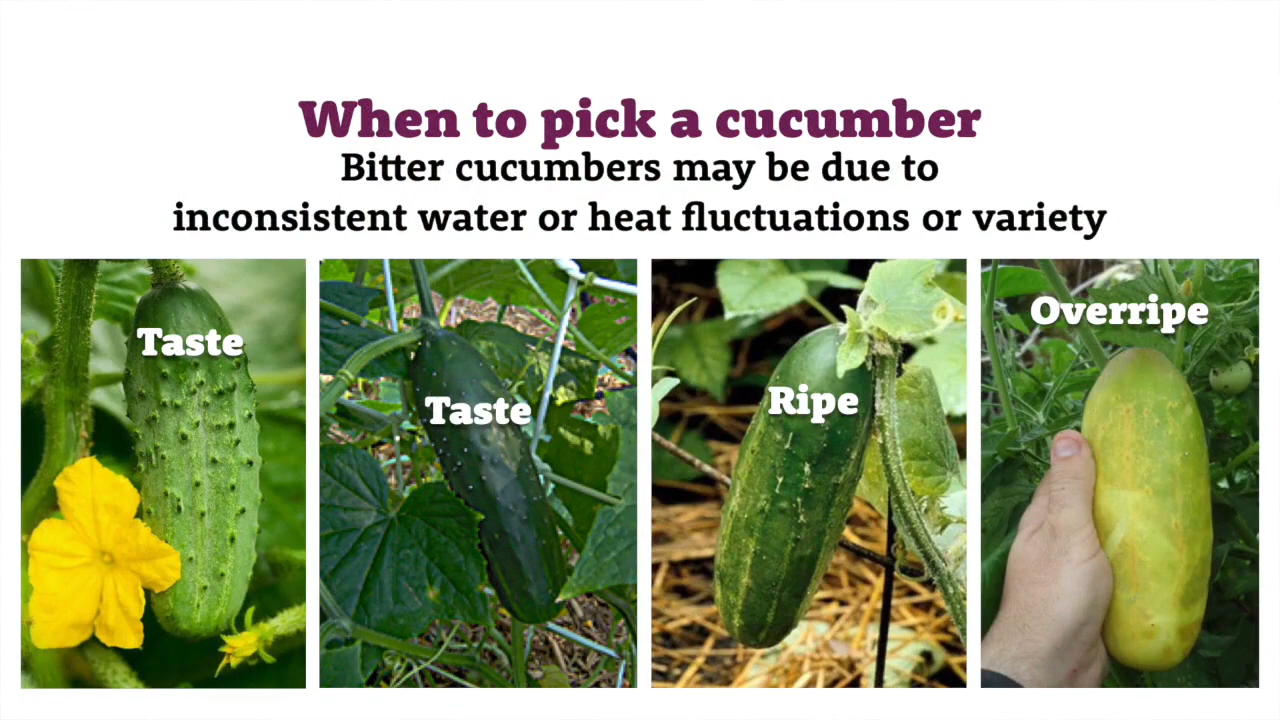 When to pick a cucumber
Bitter cucumbers may be due to
inconsistent water or heat fluctuations or variety
Taste
Taste
Ripe
Overripe